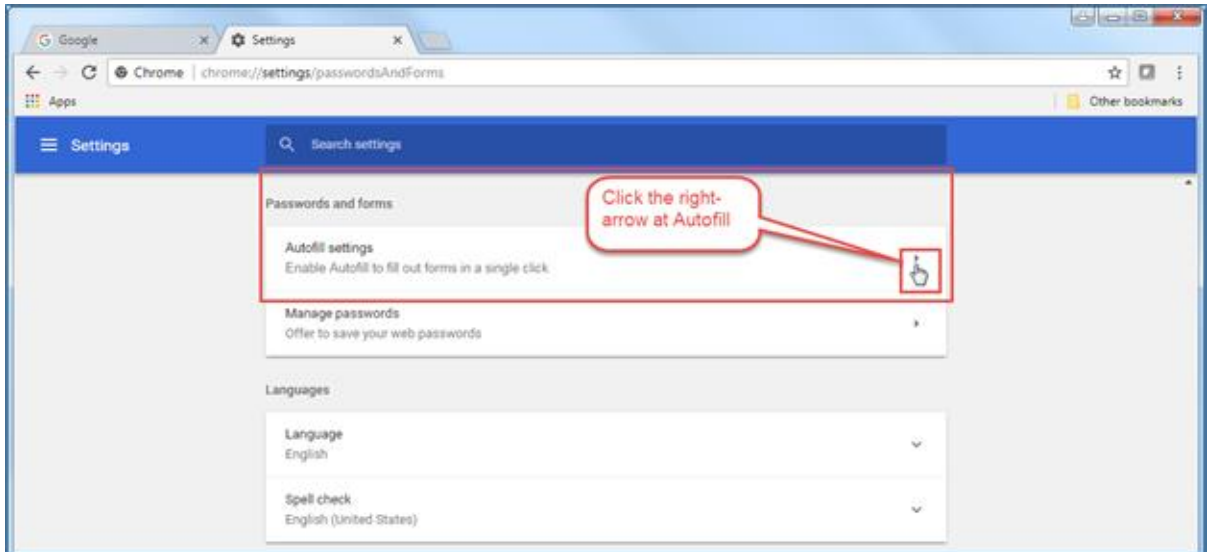 Google
Settings
Chrome | chrome://settings/passwordsAndForms
Apps
Other bookmarks
Settings
Search settings
Passwords and forms
Click the right-
arrow at Autofill
Autofill settings
Enable Autofill to fill out forms in a single click
Manage passwords
Offer to save your web passwords
Languages
Language
English
Spell check
English (United States)